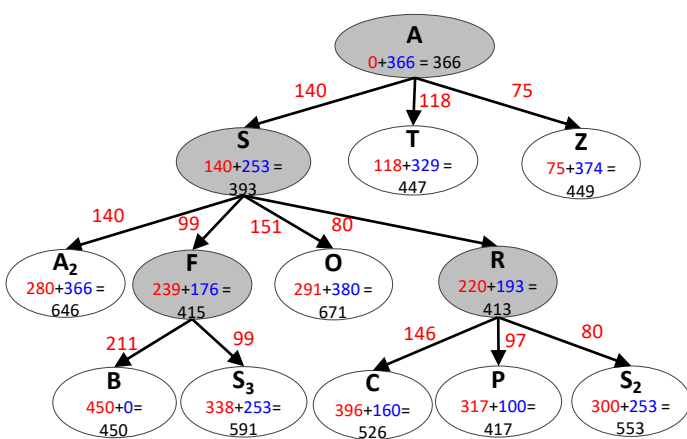 A
0+366 = 366
140
118
75
S
140+253 =
393
T
118+329 =
447
Z
75+374 =
449
140
99
151
80
A2
280+366 =
646
F
239+176 =
415
O
291+380 =
671
R
220+193 =
413
211
99
146
97
80
B
450+0=
450
S3
338+253=
591
C
396+160=
526
P
317+100=
417
S2
300+253 =
553